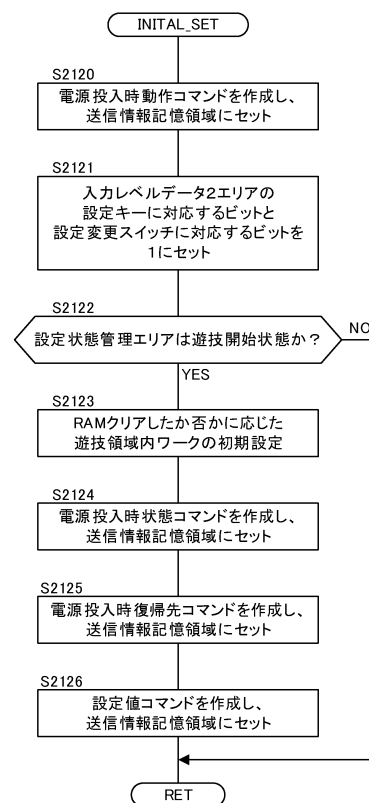 INITAL_SET
S2120
電源投入時動作コマンドを作成し、
送信情報記憶領域にセット
S2121
入力レベルデータ2エリアの
設定キーに対応するビットと
設定変更スイッチに対応するビットを
1にセット
S2122
設定状態管理エリアは遊技開始状態か?
NO
YES
S2123
RAMクリアしたか否かに応じた
遊技領域内ワークの初期設定
S2124
電源投入時状態コマンドを作成し、
送信情報記憶領域にセット
S2125
電源投入時復帰先コマンドを作成し、
送信情報記憶領域にセット
S2126
設定値コマンドを作成し、
送信情報記憶領域にセット
RET